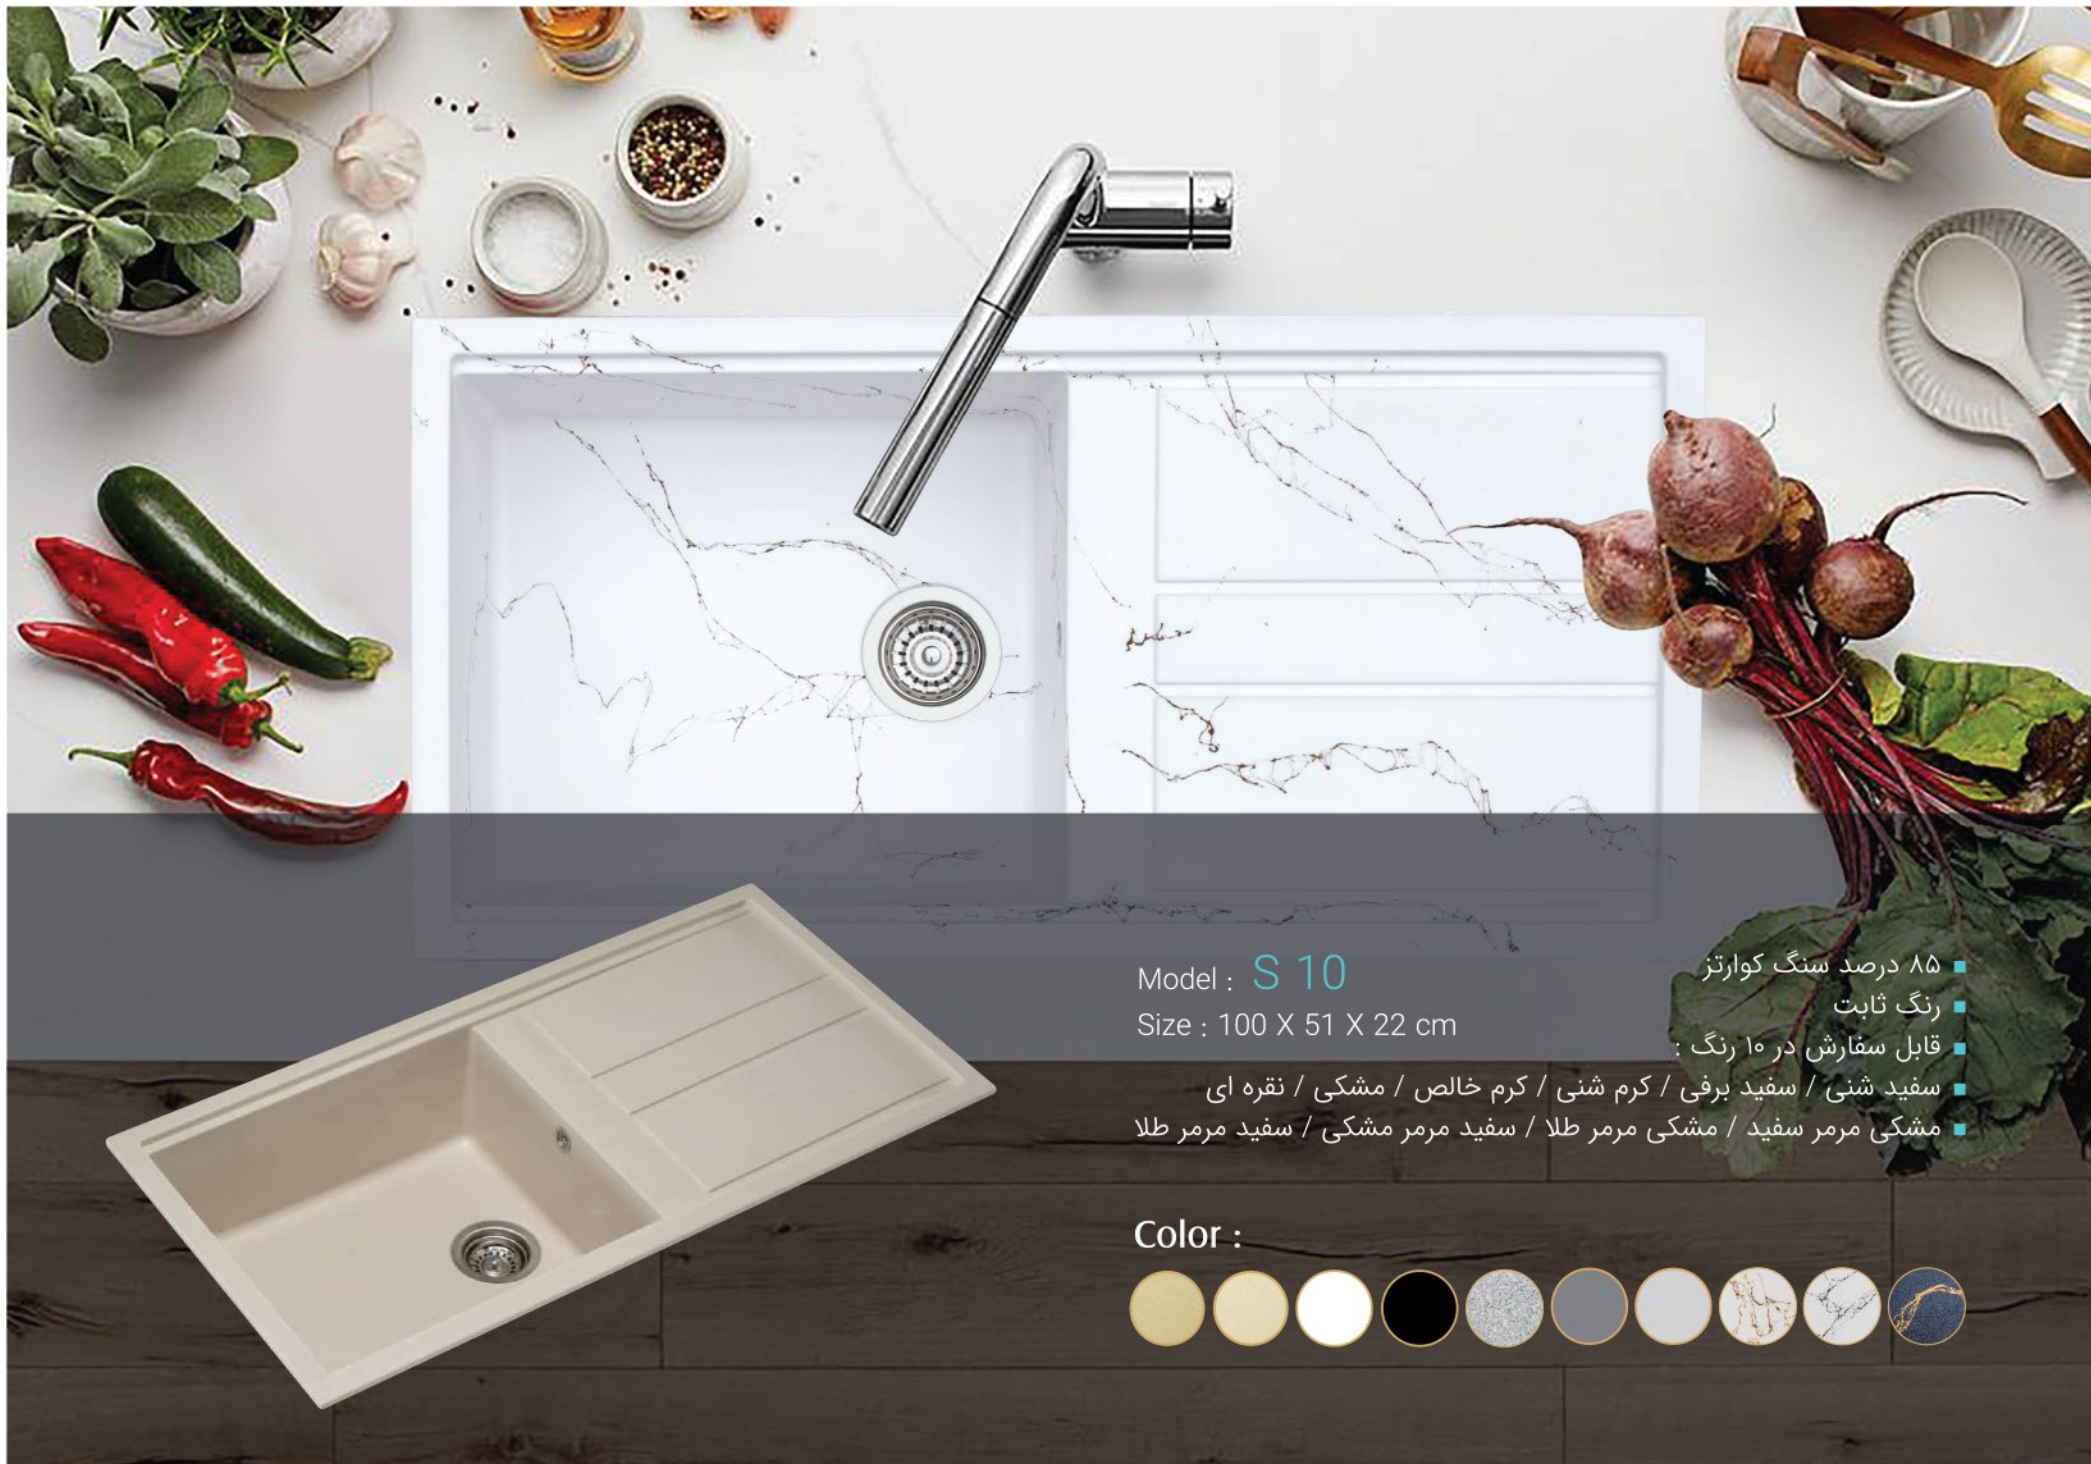 Model : S 10
Size : 100 X 51 X 22 cm
۸۵ درصد سنگ کوارتز
رنگ ثابت
قابل سفارش در ۱۰ رنگ :
سفید شنی / سفید برفی / کرم شنی / کرم خالص / مشکی / نقره ای
مشکی مرمر سفید / مشکی مرمر طلا / سفید مرمر مشکی / سفید مرمر طلا
Color :